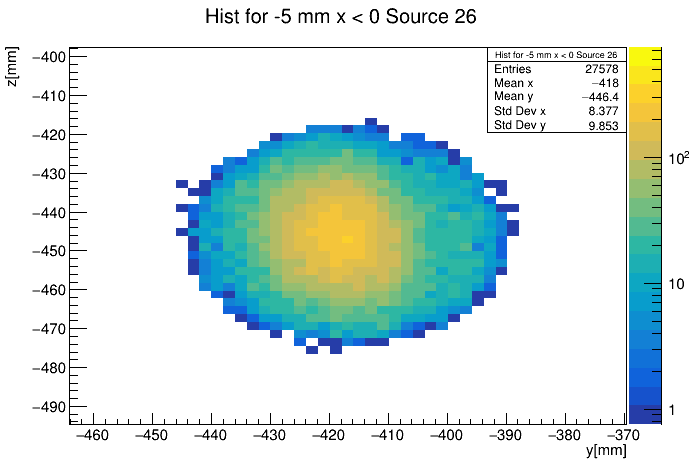 Hist for -5 mm x < 0 Source 26
z[mm]
−400
−410
−420
−430
−440
−450
−460
−470
−480
−490
Hist for -5 mm x < 0 Source 26
Entries 27578
Mean x −418
Mean y −446.4
Std Dev x 8.377
Std Dev y 9.853
10²
10
1
−460 −450 −440 −430 −420 −410 −400 −390 −380 −370
y[mm]